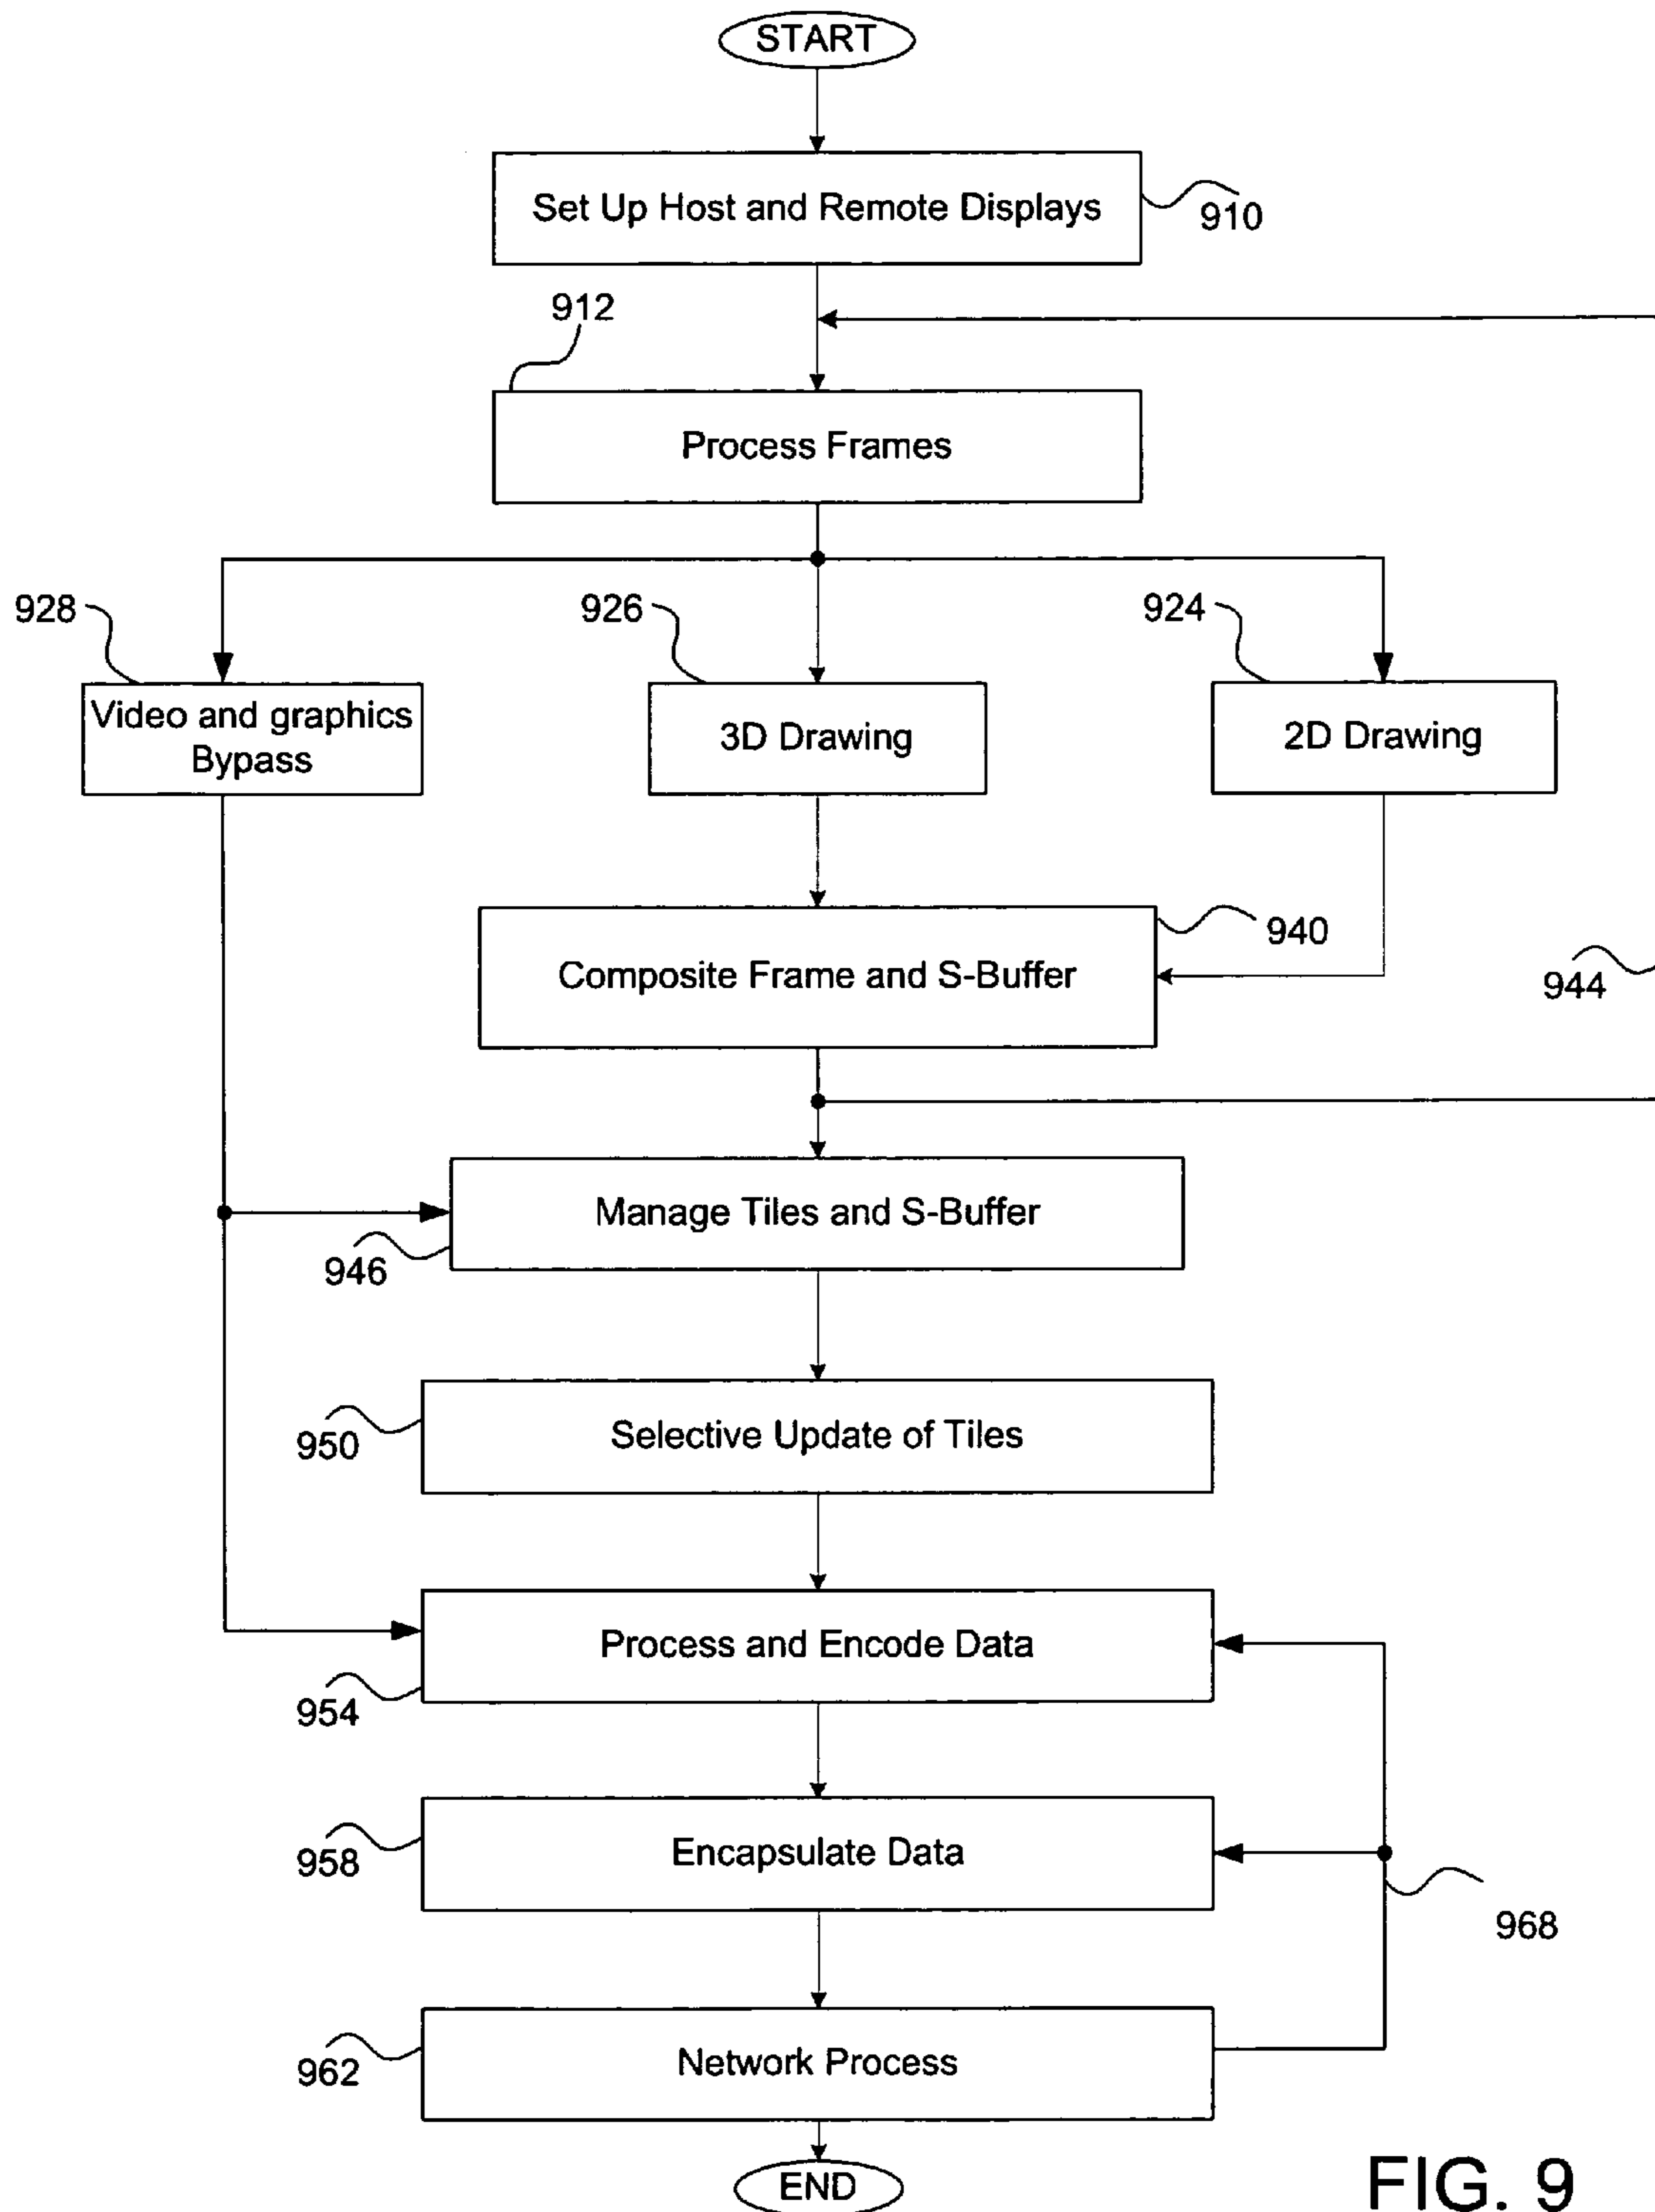 START
Set Up Host and Remote Displays
910
912
Process Frames
928
926
924
Video and graphics
Bypass
3D Drawing
2D Drawing
940
Composite Frame and S-Buffer
944
Manage Tiles and S-Buffer
946
Selective Update of Tiles
950
Process and Encode Data
954
Encapsulate Data
958
968
Network Process
962
END
FIG. 9